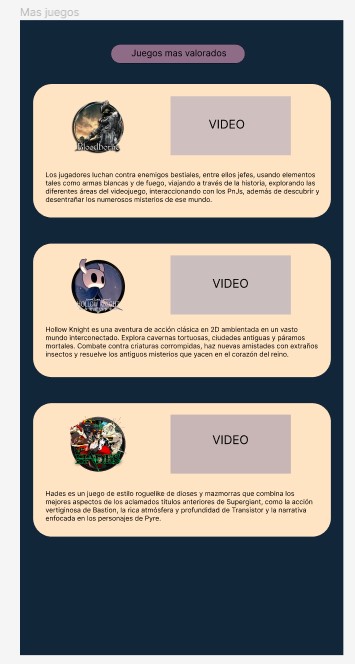 Mas juegos
Juegos mas valorados
Bloodborne
VIDEO
Los jugadores luchan contra enemigos bestiales, entre ellos jefes, usando elementos
tales como armas blancas y de fuego, viajando a través de la historia, explorando las
diferentes áreas del videojuego, interaccionando con los PnJs, además de descubrir y
desentrañar los numerosos misterios de ese mundo.
HOLLOW KNIGHT
VIDEO
Hollow Knight es una aventura de acción clásica en 2D ambientada en un vasto
mundo interconectado. Explora cavernas tortuosas, ciudades antiguas y páramos
mortales. Combate contra criaturas corrompidas, haz nuevas amistades con extraños
insectos y resuelve los antiguos misterios que yacen en el corazón del reino.
HADES
VIDEO
Hades es un juego de estilo roguelike de dioses y mazmorras que combina los
mejores aspectos de los aclamados títulos anteriores de Supergiant, como la acción
vertiginosa de Bastion, la rica atmósfera y profundidad de Transistor y la narrativa
enfocada en los personajes de Pyre.